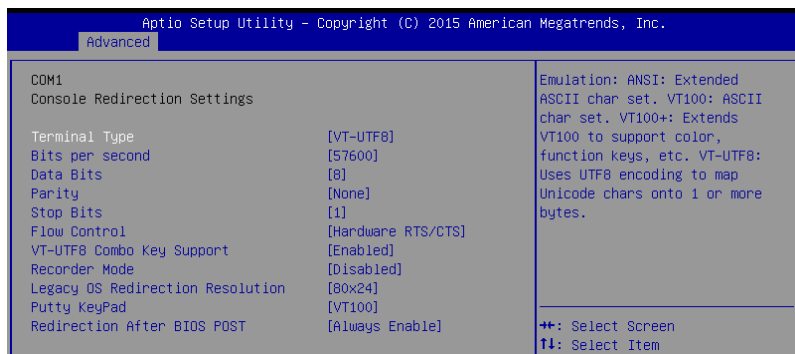 Aptio Setup Utility – Copyright (C) 2015 American Megatrends, Inc.
Advanced
COM1
Console Redirection Settings
Terminal Type [VT-UTF8]
Bits per second [57600]
Data Bits [8]
Parity [None]
Stop Bits [1]
Flow Control [Hardware RTS/CTS]
VT-UTF8 Combo Key Support [Enabled]
Recorder Mode [Disabled]
Legacy OS Redirection Resolution [80x24]
Putty KeyPad [VT100]
Redirection After BIOS POST [Always Enable]
Emulation: ANSI: Extended
ASCII char set. VT100: ASCII
char set. VT100+: Extends
VT100 to support color,
function keys, etc. VT-UTF8:
Uses UTF8 encoding to map
Unicode chars onto 1 or more
bytes.
→←: Select Screen
↑↓: Select Item